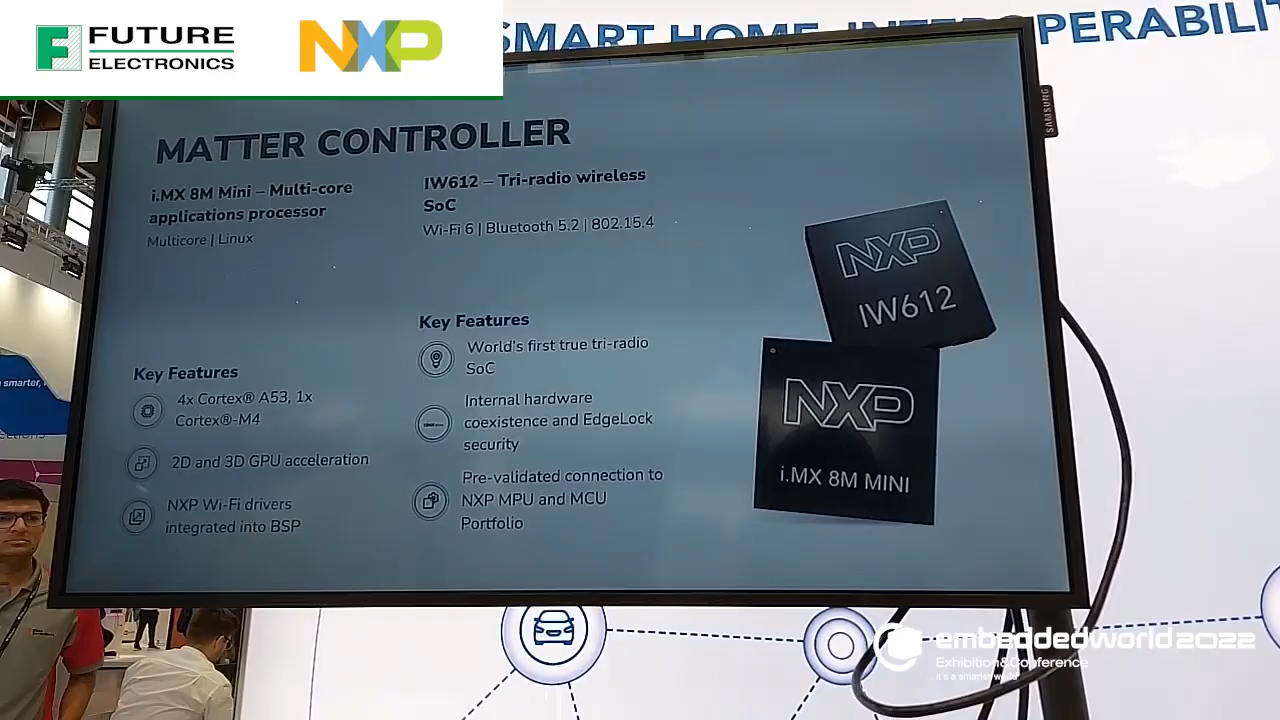 FUTURE
ELECTRONICS
NXP
SMART HOME INTEROPERABILIT
SAMSUNG
MATTER CONTROLLER
i.MX 8M Mini – Multi-core
applications processor
Multicore | Linux
IW612 – Tri-radio wireless
SoC
Wi-Fi 6 | Bluetooth 5.2 | 802.15.4
Key Features
4x Cortex® A53, 1x
Cortex®-M4
2D and 3D GPU acceleration
NXP Wi-Fi drivers
integrated into BSP
Key Features
World's first true tri-radio
SoC
Internal hardware
coexistence and EdgeLock
security
Pre-validated connection to
NXP MPU and MCU
Portfolio
NXP
IW612
NXP
i.MX 8M MINI
smarter,
embeddedworld2022
Exhibition&Conference
it's a smarter world